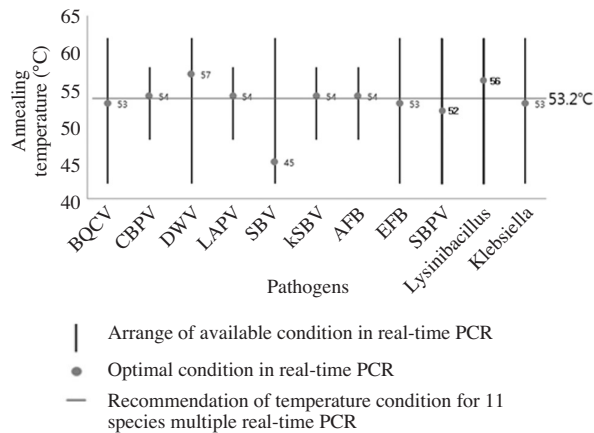 65
60
55
50
45
40
Annealing
temperature (°C)
53
54
57
54
45
54
54
53
52
56
53
53.2℃
BQCV
CBPV
DWV
LAPV
SBV
kSBV
AFB
EFB
SBPV
Lysinibacillus
Klebsiella
Pathogens
Arrange of available condition in real-time PCR
Optimal condition in real-time PCR
Recommendation of temperature condition for 11
species multiple real-time PCR